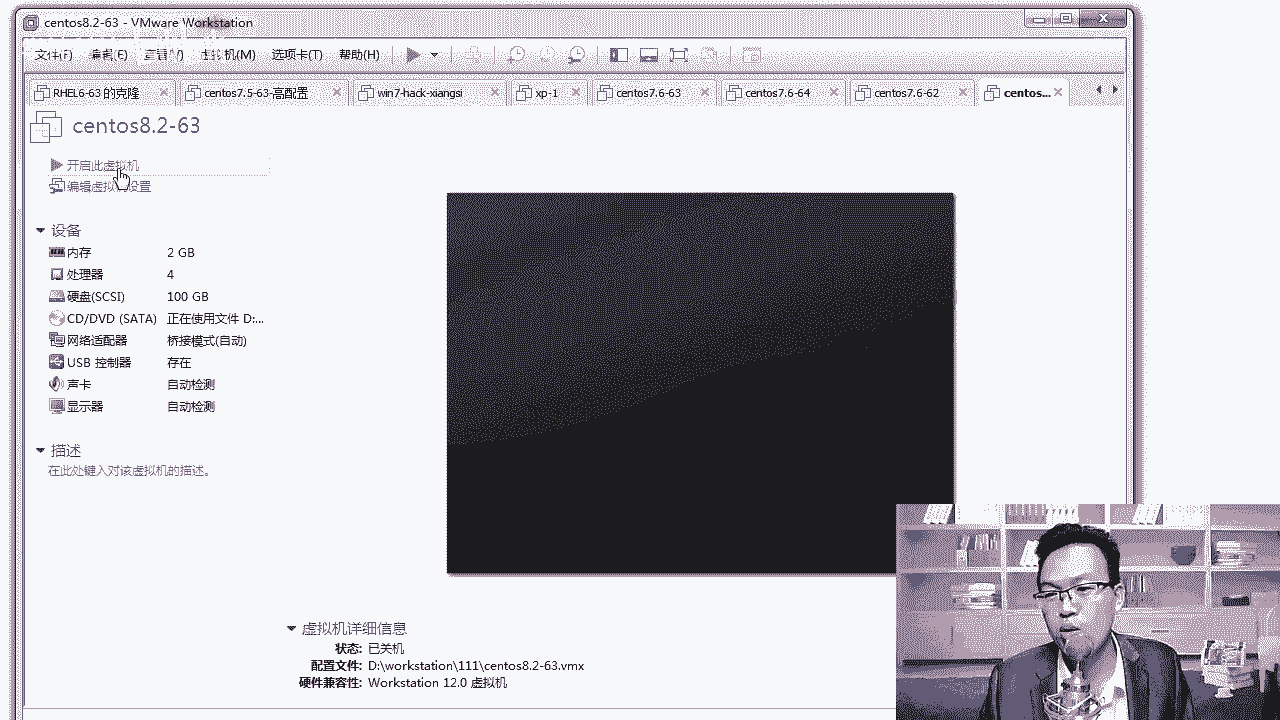 centos8.2-63 - VMware Workstation
文件(F) 编辑(E) 查看(V) 虚拟机(M) 选项卡(T) 帮助(H)
RHEL6-63 的克隆 centos7.5-63-高配置 win7-hack-xiangsi xp-1 centos7.6-63 centos7.6-64 centos7.6-62 centos...
centos8.2-63
开启此虚拟机
编辑虚拟机设置
设备
内存 2 GB
处理器 4
硬盘(SCSI) 100 GB
CD/DVD (SATA) 正在使用文件 D:...
网络适配器 桥接模式(自动)
USB 控制器 存在
声卡 自动检测
显示器 自动检测
描述
在此处键入对该虚拟机的描述。
虚拟机详细信息
状态: 已关机
配置文件: D:\workstation\111\centos8.2-63.vmx
硬件兼容性: Workstation 12.0 虚拟机